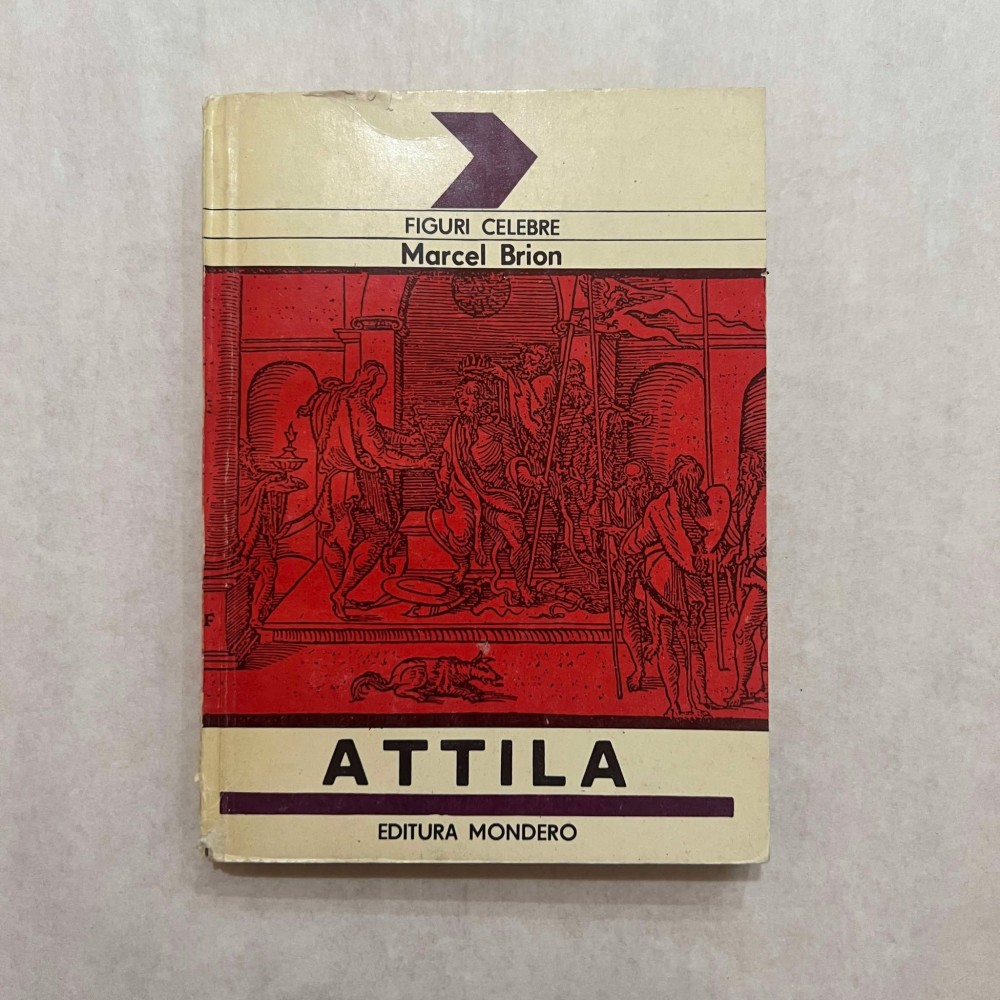 FIGURI CELEBRE
Marcel Brion
F
ATTILA
EDITURA MONDERO